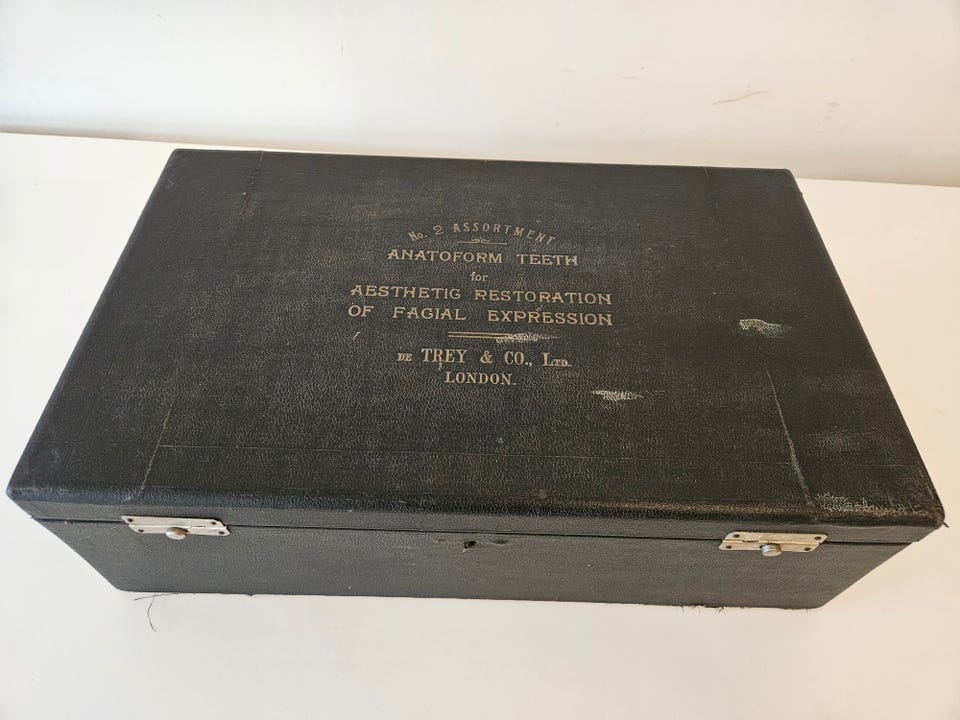 No. 2 ASSORTMENT
ANATOFORM TEETH
for
AESTHETIC RESTORATION
OF FACIAL EXPRESSION
DE TREY & CO., LTD.
LONDON.